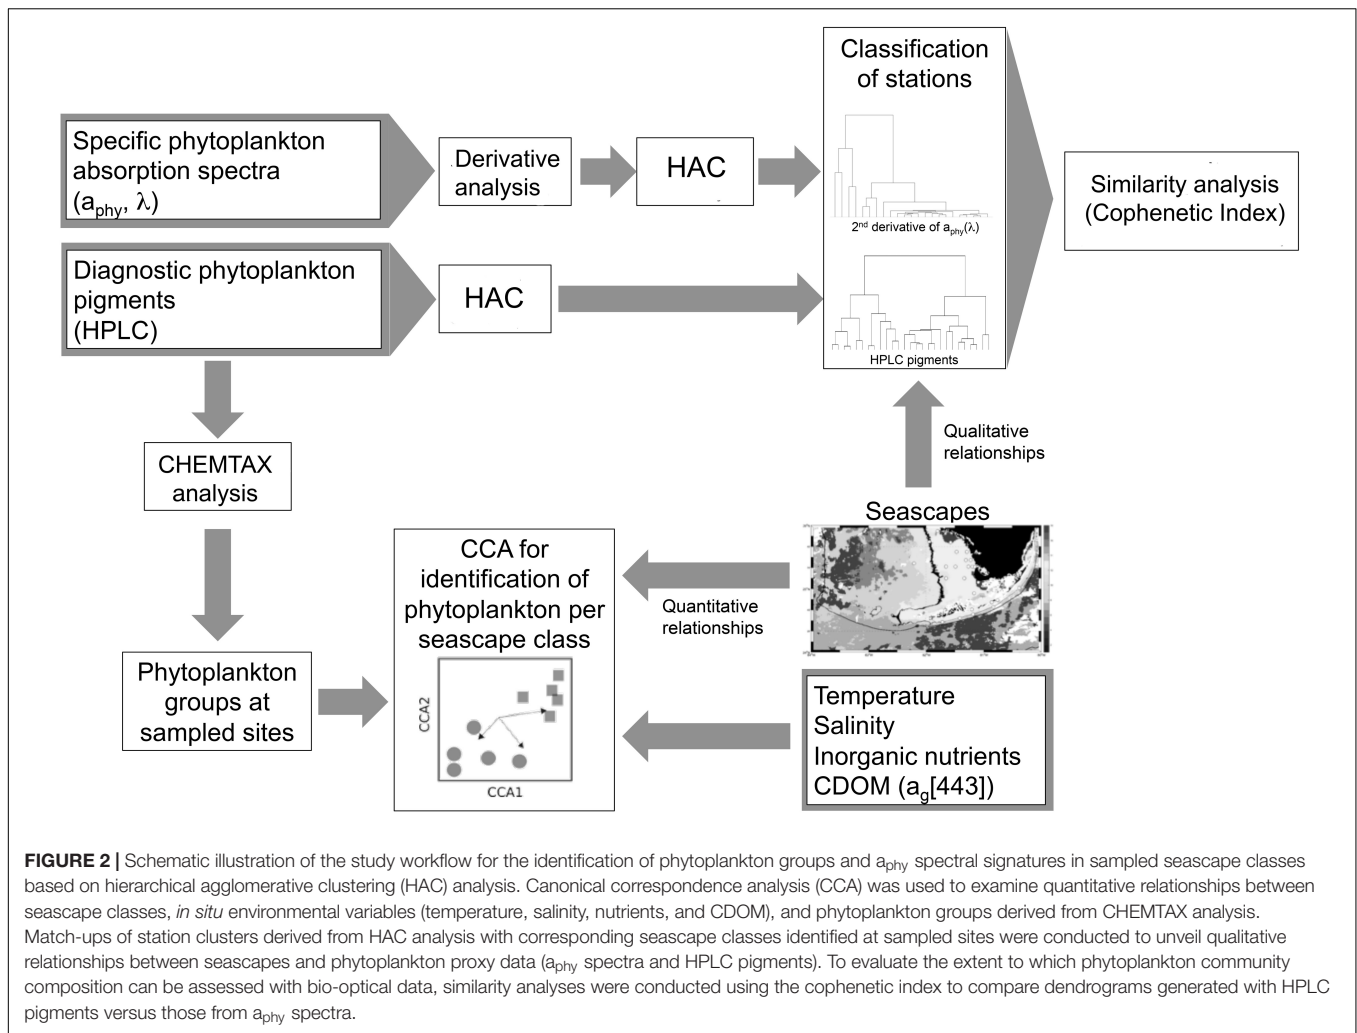 Classification
of stations
Specific phytoplankton
absorption spectra
(aphy, λ)
Derivative
analysis
HAC
2nd derivative of aphy(λ)
Similarity analysis
(Cophenetic Index)
Diagnostic phytoplankton
pigments
(HPLC)
HAC
HPLC pigments
Qualitative
relationships
CHEMTAX
analysis
Seascapes
CCA for
identification of
phytoplankton per
seascape class
Quantitative
relationships
Phytoplankton
groups at
sampled sites
CCA2
CCA1
Temperature
Salinity
Inorganic nutrients
CDOM (ag[443])
FIGURE 2 | Schematic illustration of the study workflow for the identification of phytoplankton groups and aphy spectral signatures in sampled seascape classes
based on hierarchical agglomerative clustering (HAC) analysis. Canonical correspondence analysis (CCA) was used to examine quantitative relationships between
seascape classes, in situ environmental variables (temperature, salinity, nutrients, and CDOM), and phytoplankton groups derived from CHEMTAX analysis.
Match-ups of station clusters derived from HAC analysis with corresponding seascape classes identified at sampled sites were conducted to unveil qualitative
relationships between seascapes and phytoplankton proxy data (aphy spectra and HPLC pigments). To evaluate the extent to which phytoplankton community
composition can be assessed with bio-optical data, similarity analyses were conducted using the cophenetic index to compare dendrograms generated with HPLC
pigments versus those from aphy spectra.